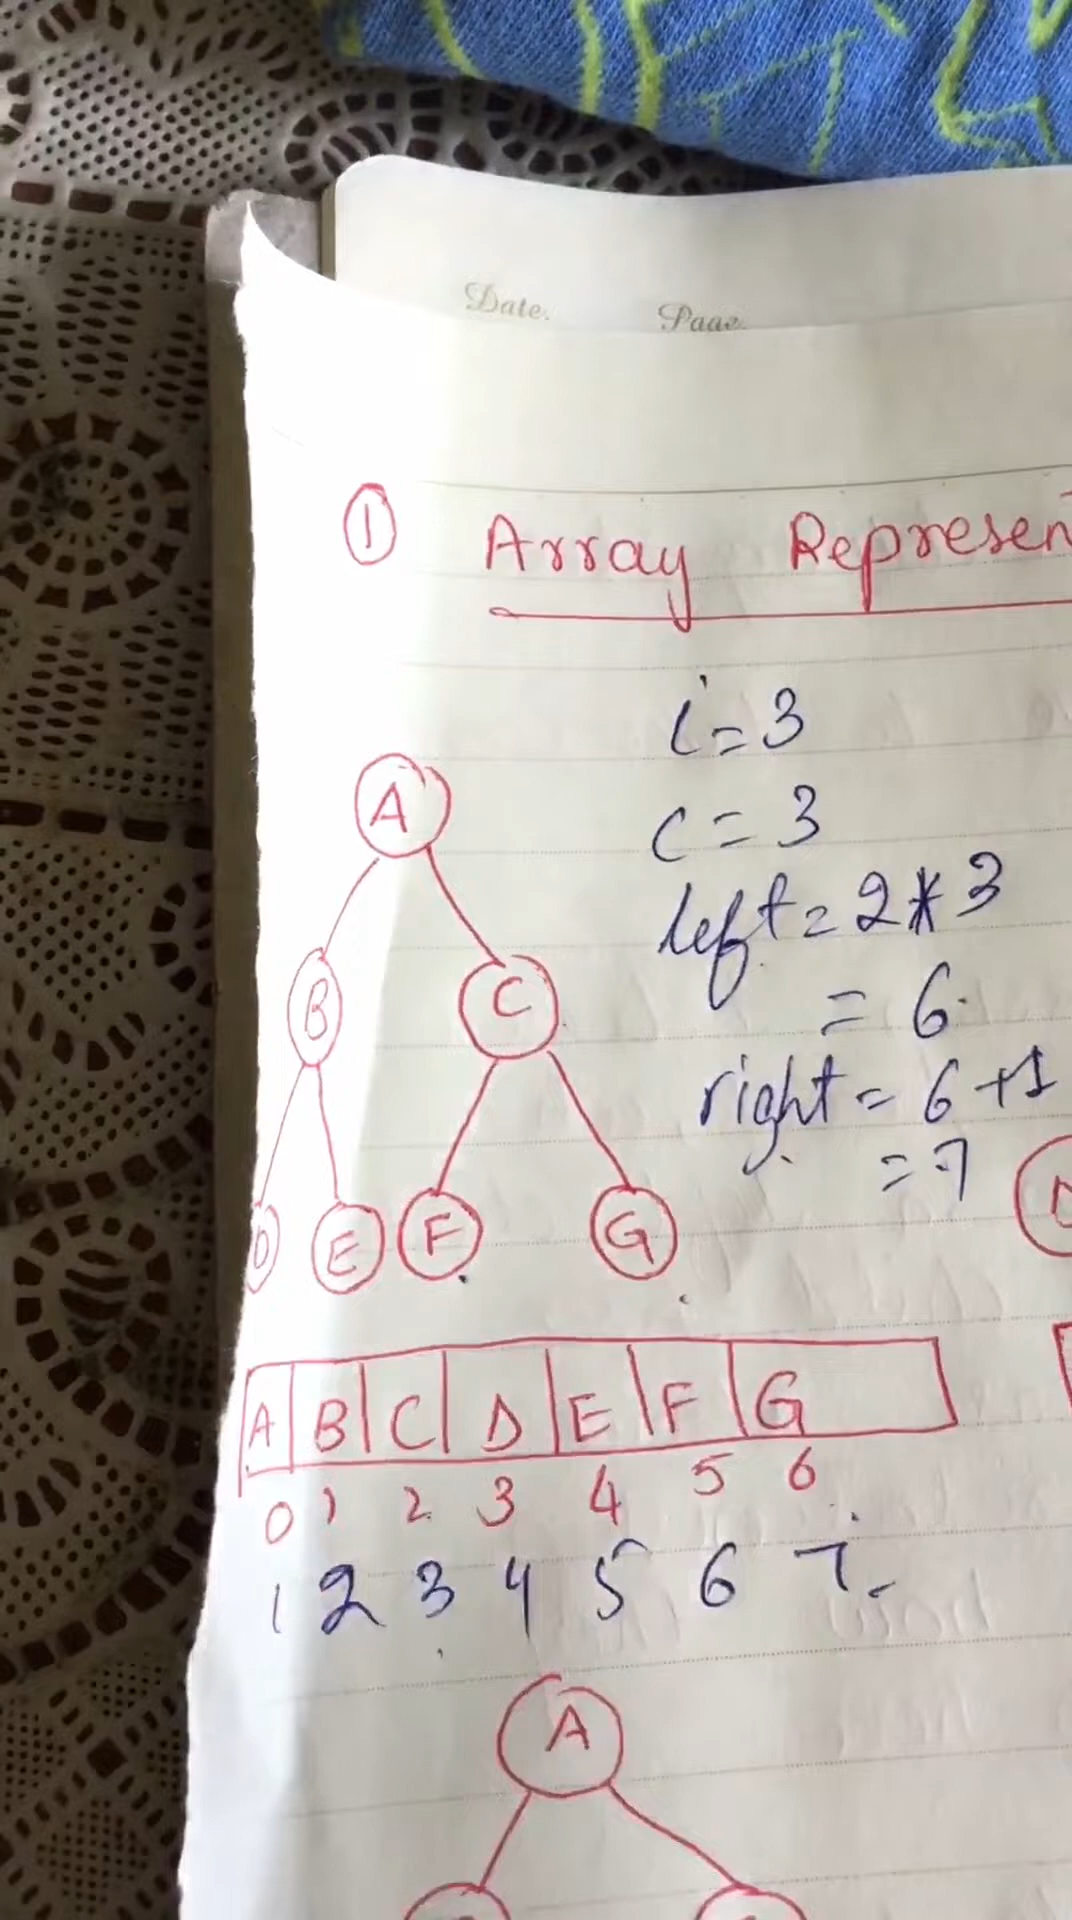 Date. Page.
① Array Represen
i = 3
c = 3
left = 2*3
= 6
right = 6+1
= 7
A
B C
D E F G
A B C D E F G
0 1 2 3 4 5 6
1 2 3 4 5 6 7
A